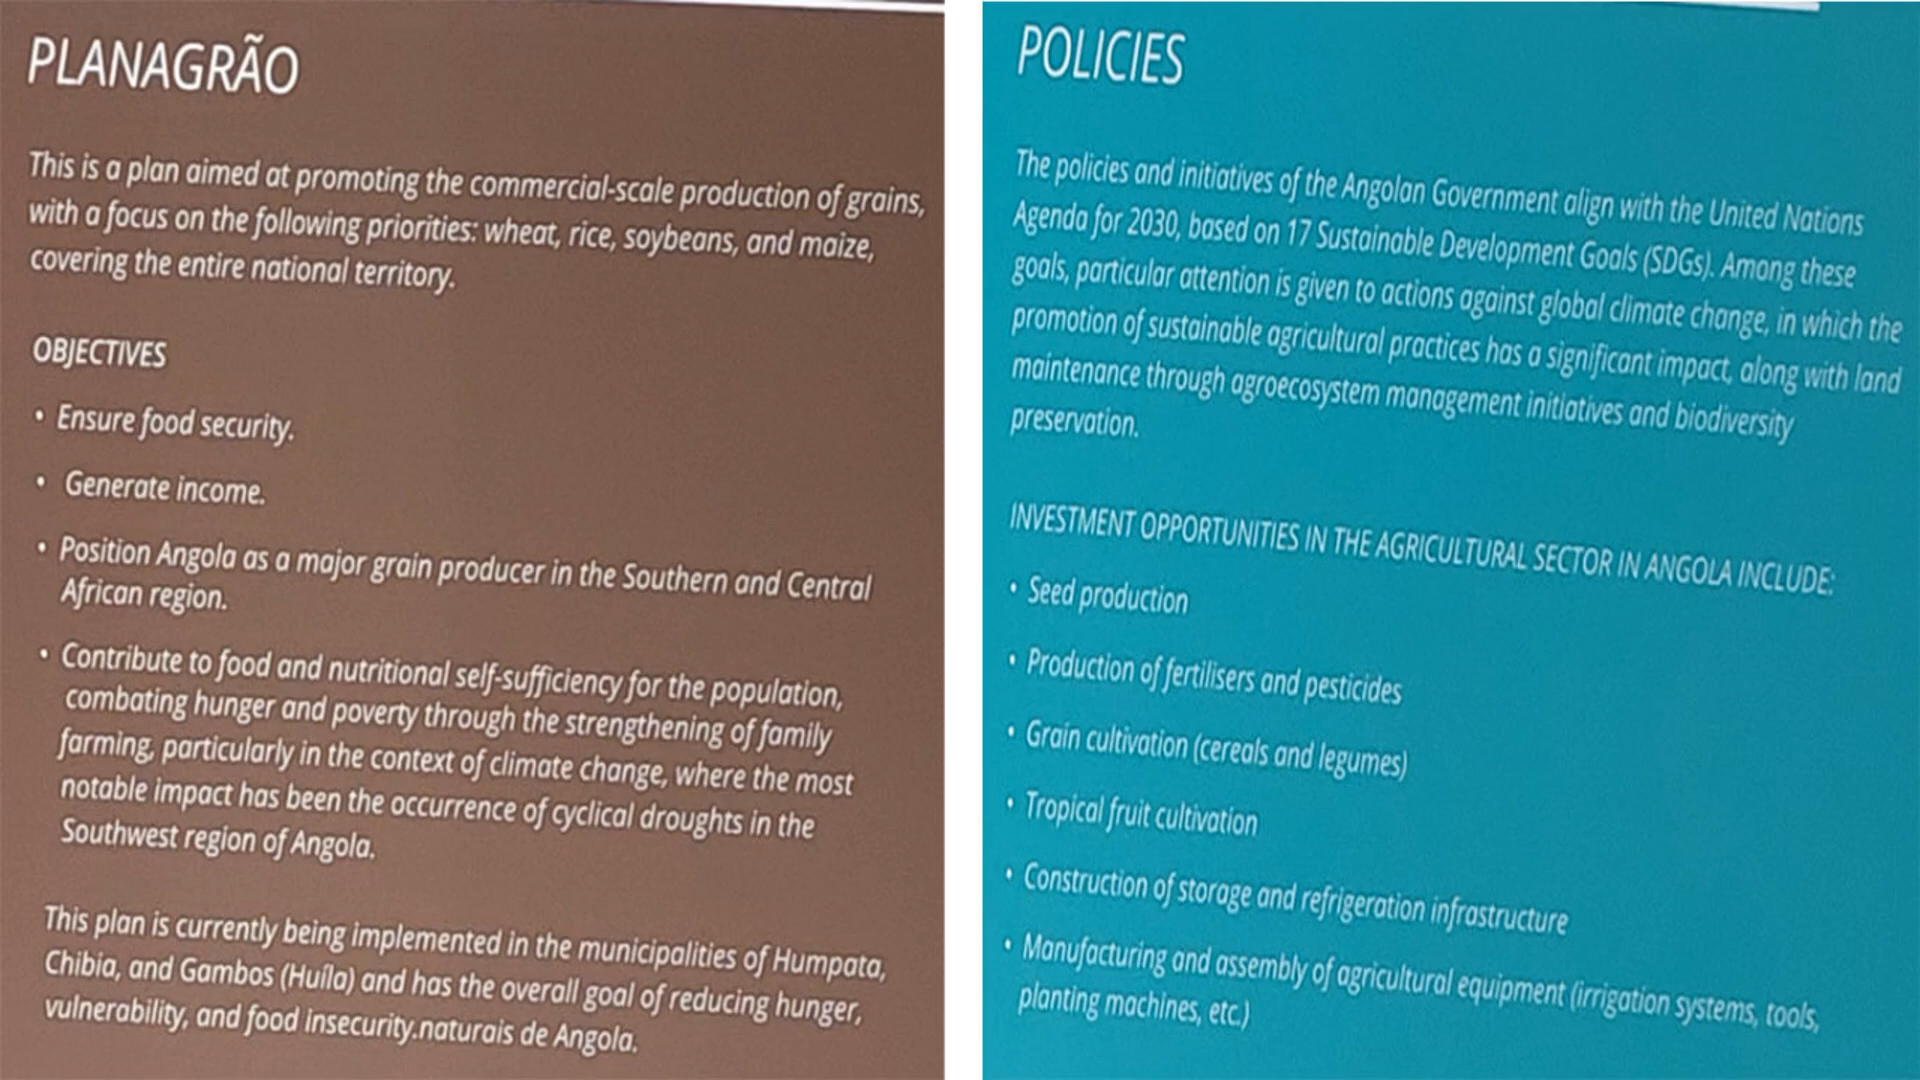 PLANAGRÃO
This is a plan aimed at promoting the commercial-scale production of grains,
with a focus on the following priorities: wheat, rice, soybeans, and maize,
covering the entire national territory.
OBJECTIVES
• Ensure food security.
• Generate income.
• Position Angola as a major grain producer in the Southern and Central
African region.
• Contribute to food and nutritional self-sufficiency for the population,
combating hunger and poverty through the strengthening of family
farming, particularly in the context of climate change, where the most
notable impact has been the occurrence of cyclical droughts in the
Southwest region of Angola.
This plan is currently being implemented in the municipalities of Humpata,
Chibia, and Gambos (Huíla) and has the overall goal of reducing hunger,
vulnerability, and food insecurity.naturais de Angola.
POLICIES
The policies and initiatives of the Angolan Government align with the United Nations
Agenda for 2030, based on 17 Sustainable Development Goals (SDGs). Among these
goals, particular attention is given to actions against global climate change, in which the
promotion of sustainable agricultural practices has a significant impact, along with land
maintenance through agroecosystem management initiatives and biodiversity
preservation.
INVESTMENT OPPORTUNITIES IN THE AGRICULTURAL SECTOR IN ANGOLA INCLUDE:
• Seed production
• Production of fertilisers and pesticides
• Grain cultivation (cereals and legumes)
• Tropical fruit cultivation
• Construction of storage and refrigeration infrastructure
• Manufacturing and assembly of agricultural equipment (irrigation systems, tools,
planting machines, etc.)